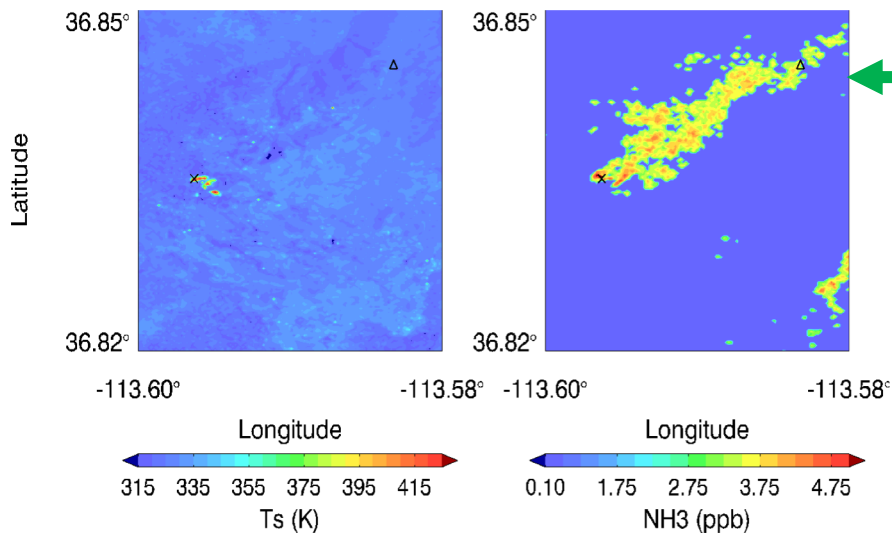 36.85°
Latitude
36.82°
-113.60° -113.58°
Longitude
315 335 355 375 395 415
Ts (K)
36.85°
36.82°
-113.60° -113.58°
Longitude
0.10 1.75 2.75 3.75 4.75
NH3 (ppb)